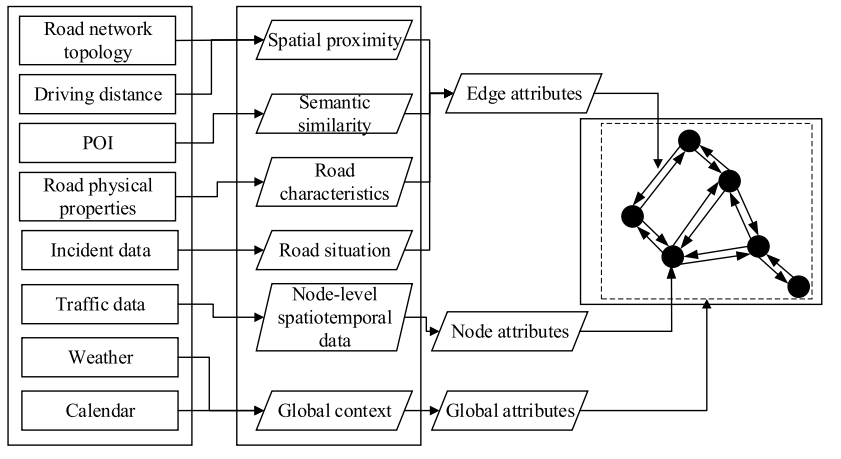 Road network
topology
Driving distance
POI
Road physical
properties
Incident data
Traffic data
Weather
Calendar
Spatial proximity
Semantic
similarity
Road
characteristics
Road situation
Node-level
spatiotemporal
data
Global context
Edge attributes
Node attributes
Global attributes